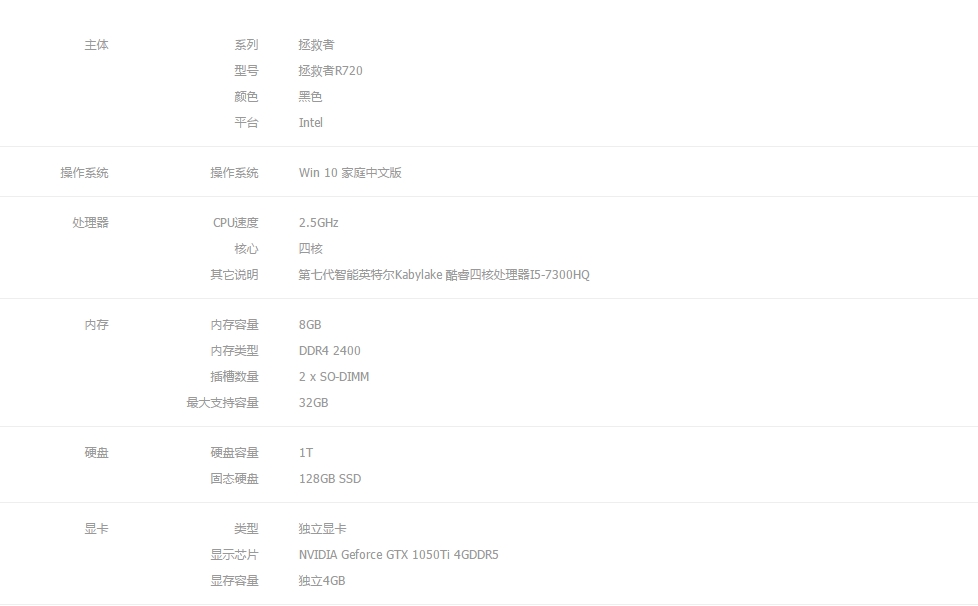 主体 系列 拯救者
型号 拯救者R720
颜色 黑色
平台 Intel
操作系统 操作系统 Win 10 家庭中文版
处理器 CPU速度 2.5GHz
核心 四核
其它说明 第七代智能英特尔Kabylake 酷睿四核处理器I5-7300HQ
内存 内存容量 8GB
内存类型 DDR4 2400
插槽数量 2 x SO-DIMM
最大支持容量 32GB
硬盘 硬盘容量 1T
固态硬盘 128GB SSD
显卡 类型 独立显卡
显示芯片 NVIDIA Geforce GTX 1050Ti 4GDDR5
显存容量 独立4GB